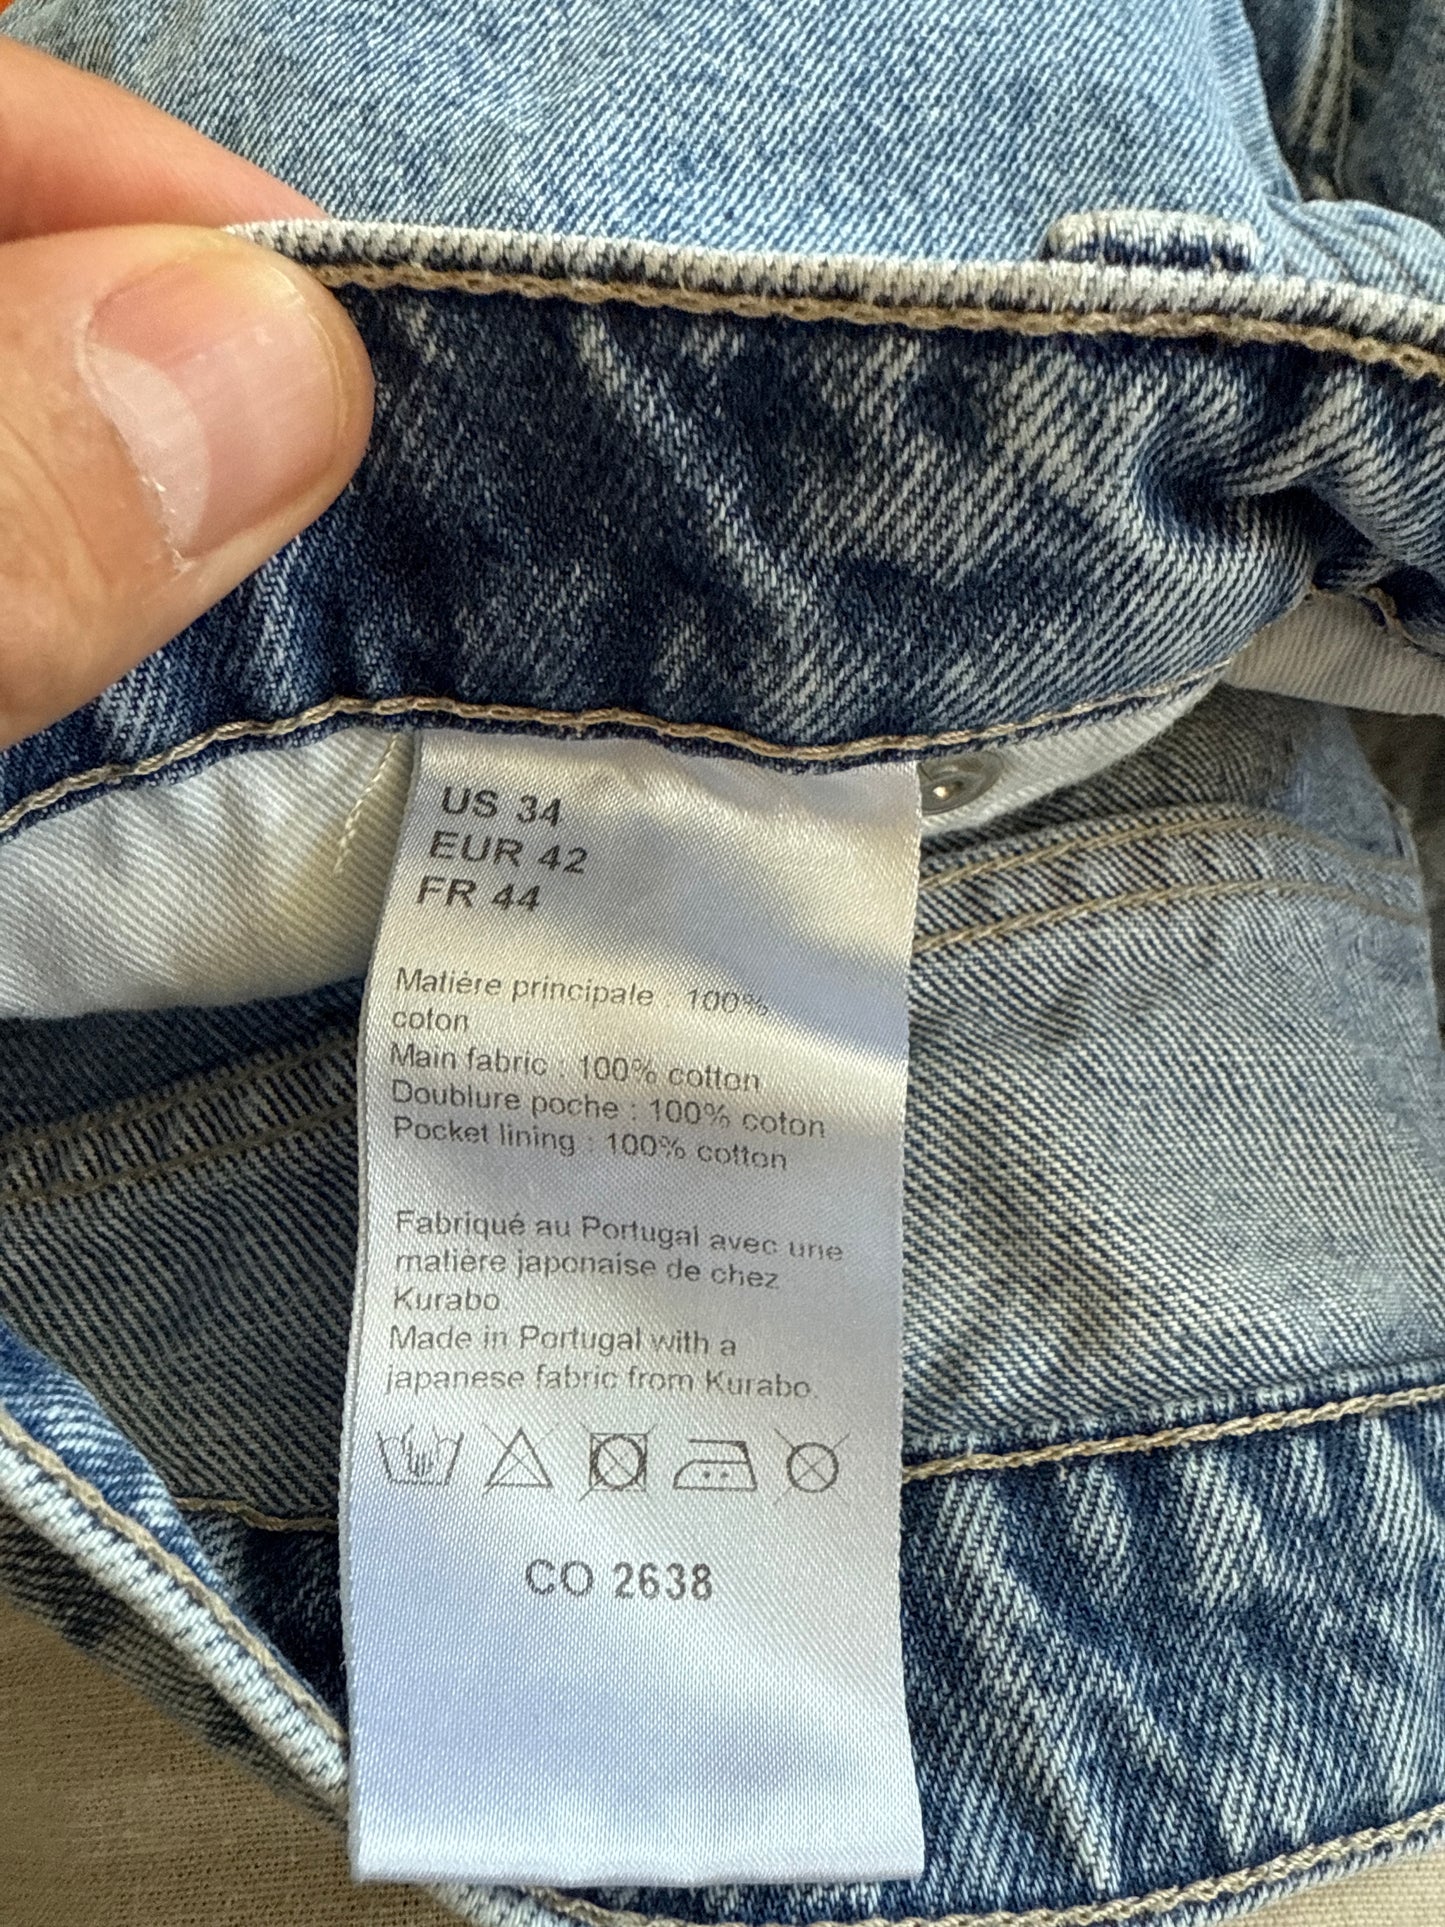 US 34
EUR 42
FR 44
Matière principale : 100%
coton
Main fabric : 100% cotton
Doublure poche : 100% coton
Pocket lining : 100% cotton
Fabriqué au Portugal avec une
matière japonaise de chez
Kurabo.
Made in Portugal with a
japanese fabric from Kurabo.
CO 2638